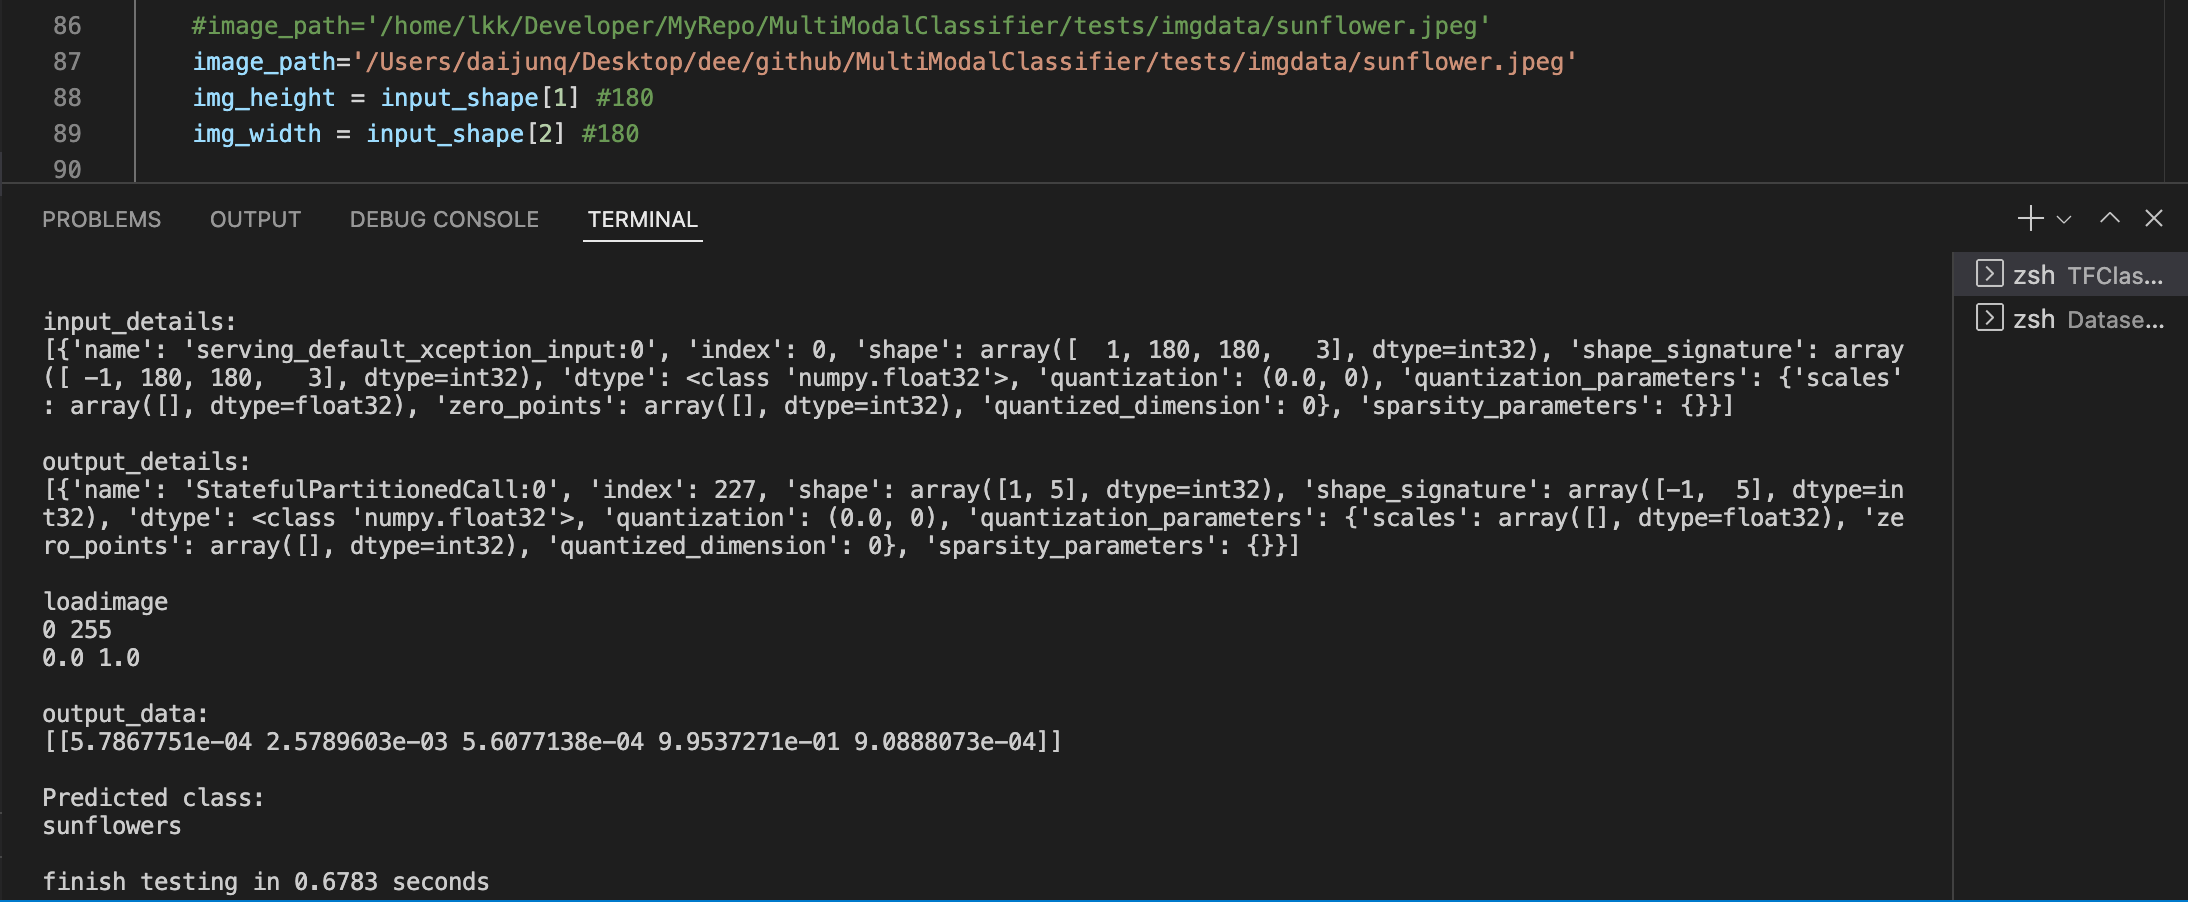 86 #image_path='/home/lkk/Developer/MyRepo/MultiModalClassifier/tests/imgdata/sunflower.jpeg'
87 image_path='/Users/daijunq/Desktop/dee/github/MultiModalClassifier/tests/imgdata/sunflower.jpeg'
88 img_height = input_shape[1] #180
89 img_width = input_shape[2] #180
90
PROBLEMS OUTPUT DEBUG CONSOLE TERMINAL
zsh TFClas...
zsh Datase...
input_details:
[{'name': 'serving_default_xception_input:0', 'index': 0, 'shape': array([  1, 180, 180,   3], dtype=int32), 'shape_signature': array
([ -1, 180, 180,   3], dtype=int32), 'dtype': <class 'numpy.float32'>, 'quantization': (0.0, 0), 'quantization_parameters': {'scales'
: array([], dtype=float32), 'zero_points': array([], dtype=int32), 'quantized_dimension': 0}, 'sparsity_parameters': {}}]
output_details:
[{'name': 'StatefulPartitionedCall:0', 'index': 227, 'shape': array([1, 5], dtype=int32), 'shape_signature': array([-1,  5], dtype=in
t32), 'dtype': <class 'numpy.float32'>, 'quantization': (0.0, 0), 'quantization_parameters': {'scales': array([], dtype=float32), 'ze
ro_points': array([], dtype=int32), 'quantized_dimension': 0}, 'sparsity_parameters': {}}]
loadimage
0 255
0.0 1.0
output_data:
[[5.7867751e-04 2.5789603e-03 5.6077138e-04 9.9537271e-01 9.0888073e-04]]
Predicted class:
sunflowers
finish testing in 0.6783 seconds